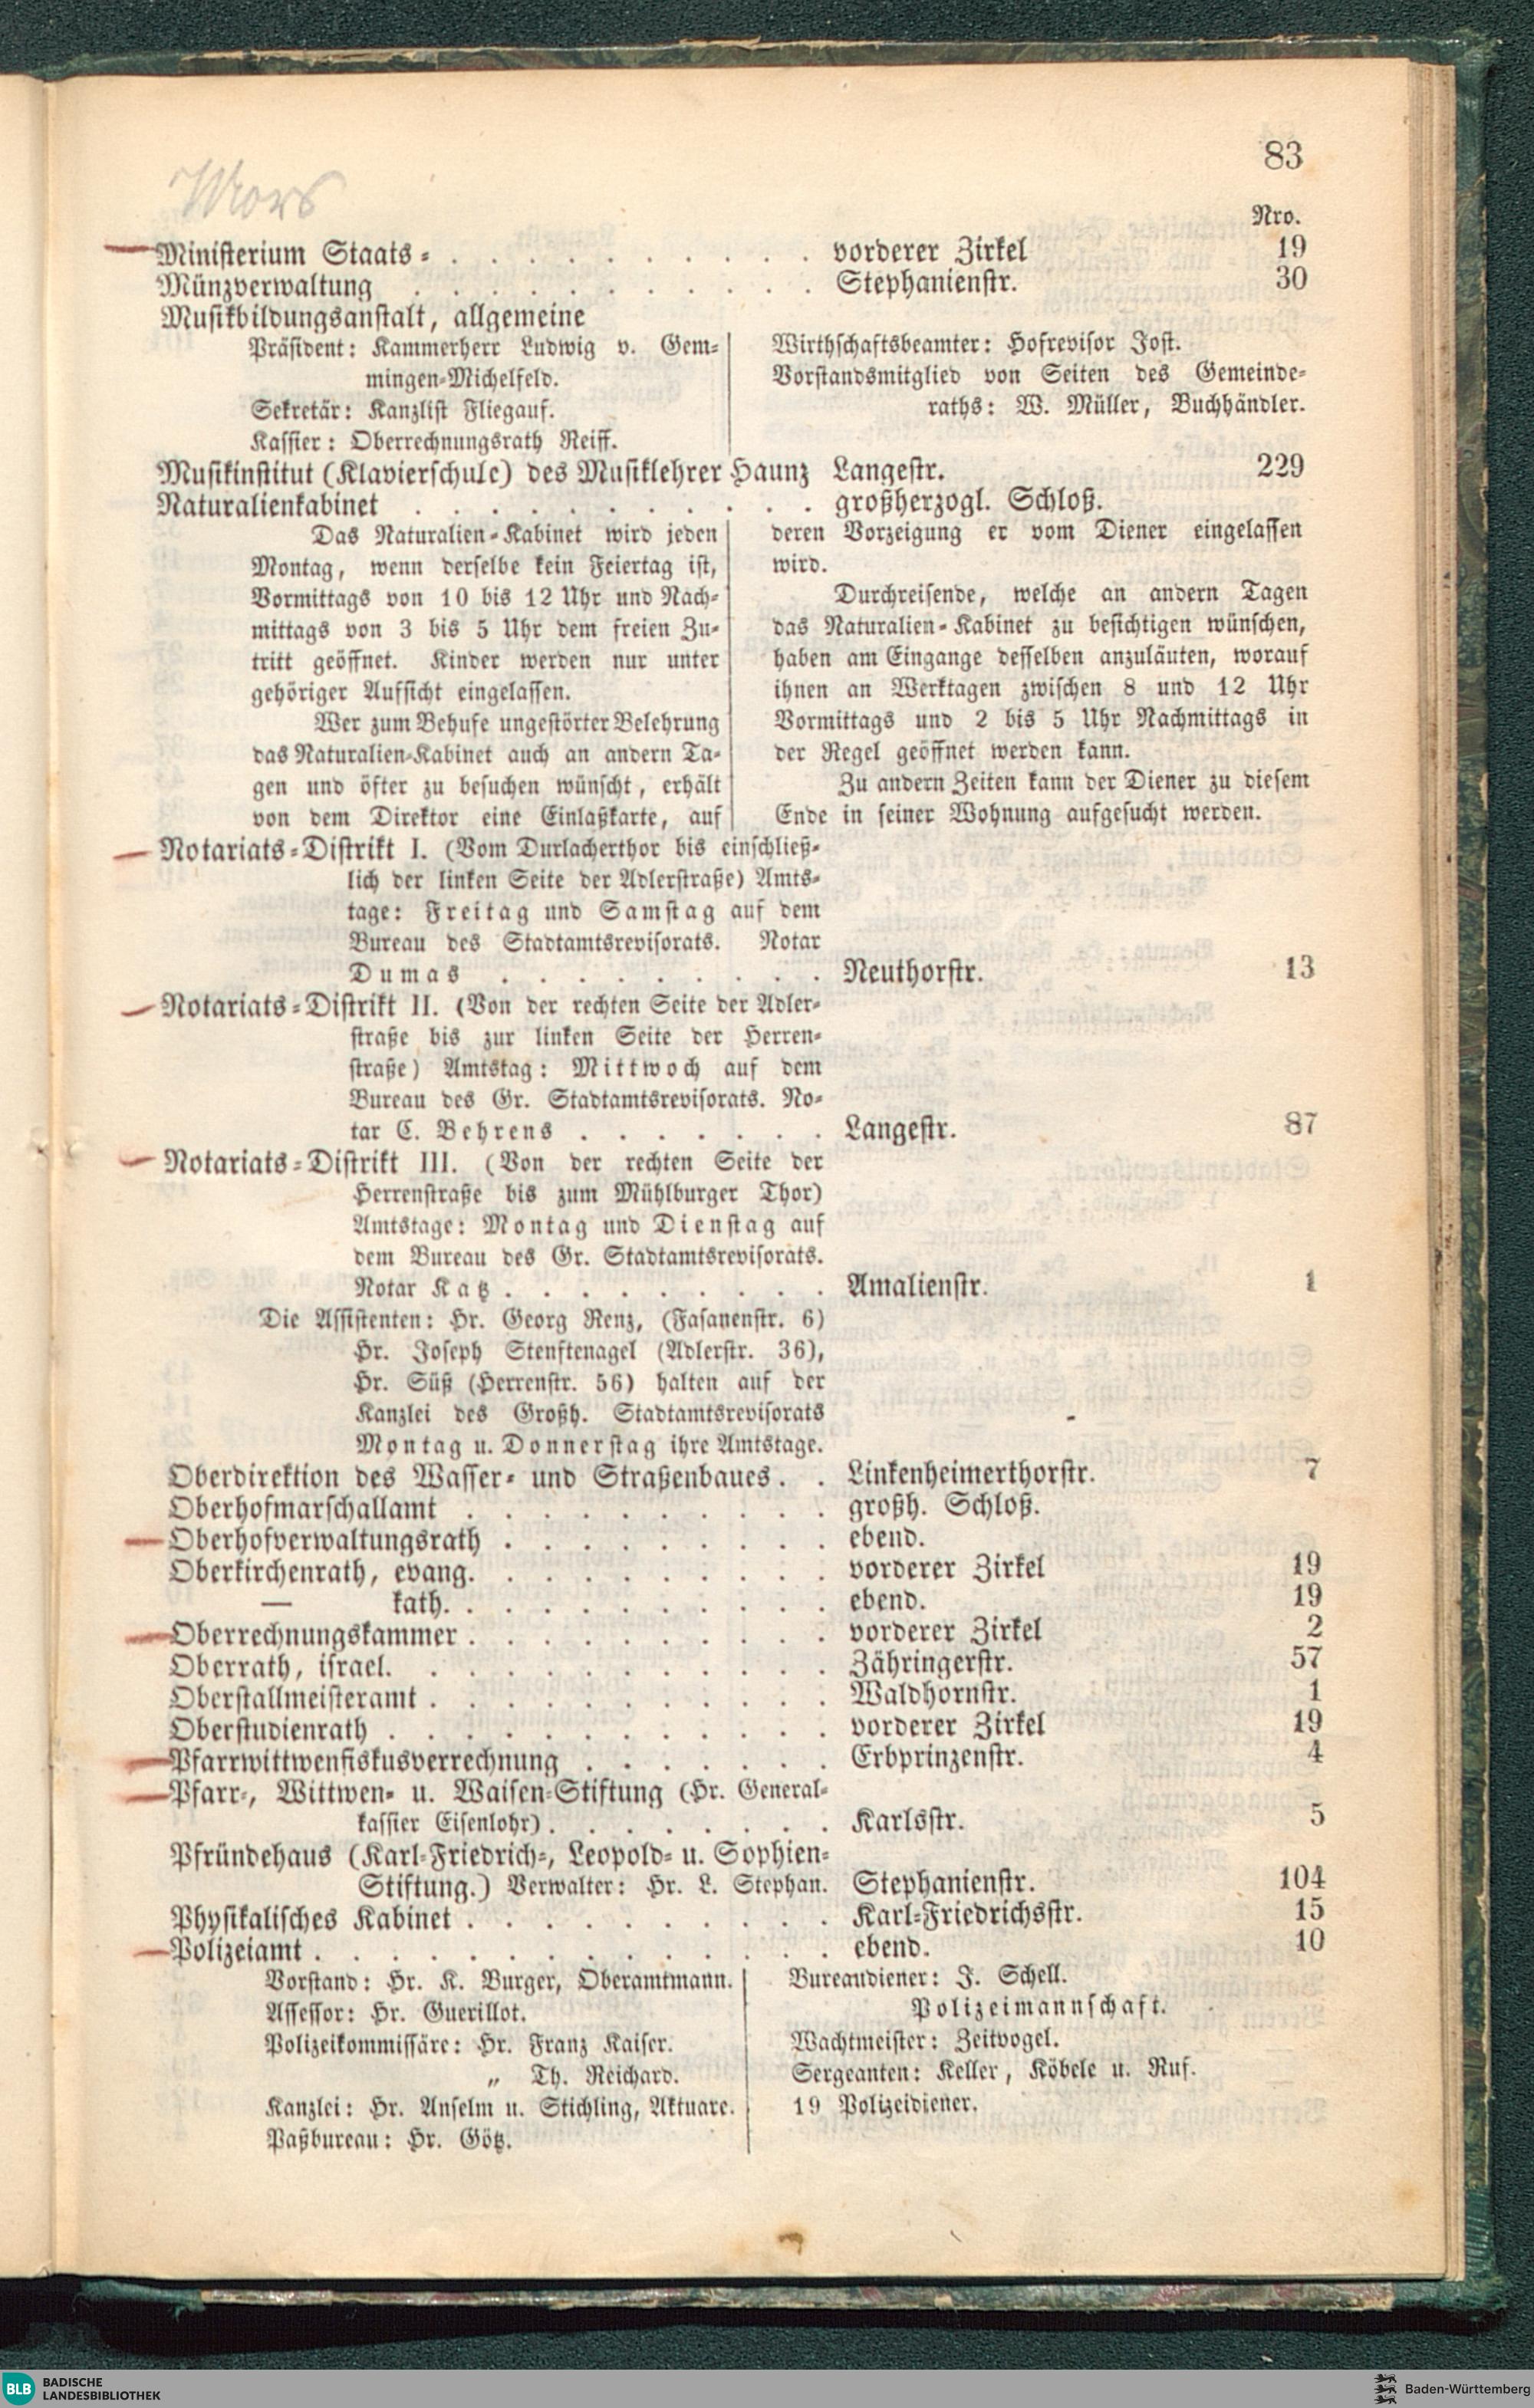 83
Mors
Nro.
Ministerium Staats- . . . . . . . . . . vorderer Zirkel 19
Münzverwaltung . . . . . . . . . . Stephanienstr. 30
Musikbildungsanstalt, allgemeine
Präsident: Kammerherr Ludwig v. Gem-
mingen-Michelfeld.
Sekretär: Kanzlist Fliegauf.
Kassier: Oberrechnungsrath Reiff.
Wirthschaftsbeamter: Hofrevisor Jost.
Vorstandsmitglied von Seiten des Gemeinde-
raths: W. Müller, Buchhändler.
Musikinstitut (Klavierschule) des Musiklehrer Haunz Langestr. 229
Naturalienkabinet . . . . . . . . . . großherzogl. Schloß.
Das Naturalien-Kabinet wird jeden
Montag, wenn derselbe kein Feiertag ist,
Vormittags von 10 bis 12 Uhr und Nach-
mittags von 3 bis 5 Uhr dem freien Zu-
tritt geöffnet. Kinder werden nur unter
gehöriger Aufsicht eingelassen.
Wer zum Behufe ungestörter Belehrung
das Naturalien-Kabinet auch an andern Ta-
gen und öfter zu besuchen wünscht, erhält
von dem Direktor eine Einlaßkarte, auf
deren Vorzeigung er vom Diener eingelassen
wird.
Durchreisende, welche an andern Tagen
das Naturalien-Kabinet zu besichtigen wünschen,
haben am Eingange desselben anzuläuten, worauf
ihnen an Werktagen zwischen 8 und 12 Uhr
Vormittags und 2 bis 5 Uhr Nachmittags in
der Regel geöffnet werden kann.
Zu andern Zeiten kann der Diener zu diesem
Ende in seiner Wohnung aufgesucht werden.
Notariats-Distrikt I. (Vom Durlacherthor bis einschließ-
lich der linken Seite der Adlerstraße) Amts-
tage: Freitag und Samstag auf dem
Bureau des Stadtamtsrevisorats. Notar
Dumas . . . . . . . . . Neuthorstr. 13
Notariats-Distrikt II. (Von der rechten Seite der Adler-
straße bis zur linken Seite der Herren-
straße) Amtstag: Mittwoch auf dem
Bureau des Gr. Stadtamtsrevisorats. No-
tar C. Behrens . . . . . . . Langestr. 87
Notariats-Distrikt III. (Von der rechten Seite der
Herrenstraße bis zum Mühlburger Thor)
Amtstage: Montag und Dienstag auf
dem Bureau des Gr. Stadtamtsrevisorats.
Notar Katz . . . . . . . . . Amalienstr. 1
Die Assistenten: Hr. Georg Renz, (Fasanenstr. 6)
Hr. Joseph Stenftenagel (Adlerstr. 36),
Hr. Süß (Herrenstr. 56) halten auf der
Kanzlei des Großh. Stadtamtsrevisorats
Montag u. Donnerstag ihre Amtstage.
Oberdirektion des Wasser- und Straßenbaues . . Linkenheimerthorstr. 7
Oberhofmarschallamt . . . . . . . . . . großh. Schloß.
Oberhofverwaltungsrath . . . . . . . . . ebend.
Oberkirchenrath, evang. . . . . . . . . . vorderer Zirkel 19
— kath. . . . . . . . . . . ebend. 19
Oberrechnungskammer . . . . . . . . . . vorderer Zirkel 2
Oberrath, israel. . . . . . . . . . . Zähringerstr. 57
Oberstallmeisteramt . . . . . . . . . . . Waldhornstr. 1
Oberstudienrath . . . . . . . . . . . . vorderer Zirkel 19
Pfarrwittwenfiskusverrechnung . . . . . . . Erbprinzenstr. 4
Pfarr-, Wittwen- u. Waisen-Stiftung (Hr. General-
kassier Eisenlohr) . . . . . . . . Karlsstr. 5
Pfründehaus (Karl-Friedrich-, Leopold- u. Sophien-
Stiftung.) Verwalter: Hr. L. Stephan. Stephanienstr. 104
Physikalisches Kabinet . . . . . . . . . . Karl-Friedrichsstr. 15
Polizeiamt . . . . . . . . . . . . . . ebend. 10
Vorstand: Hr. K. Burger, Oberamtmann.
Assessor: Hr. Guerillot.
Polizeikommissäre: Hr. Franz Kaiser.
„ Th. Reichard.
Kanzlei: Hr. Anselm u. Stichling, Aktuare.
Paßbureau: Hr. Götz.
Bureaudiener: J. Schell.
Polizeimannschaft.
Wachtmeister: Zeitvogel.
Sergeanten: Keller, Köbele u. Ruf.
19 Polizeidiener.
BLB BADISCHE
LANDESBIBLIOTHEK
Baden-Württemberg